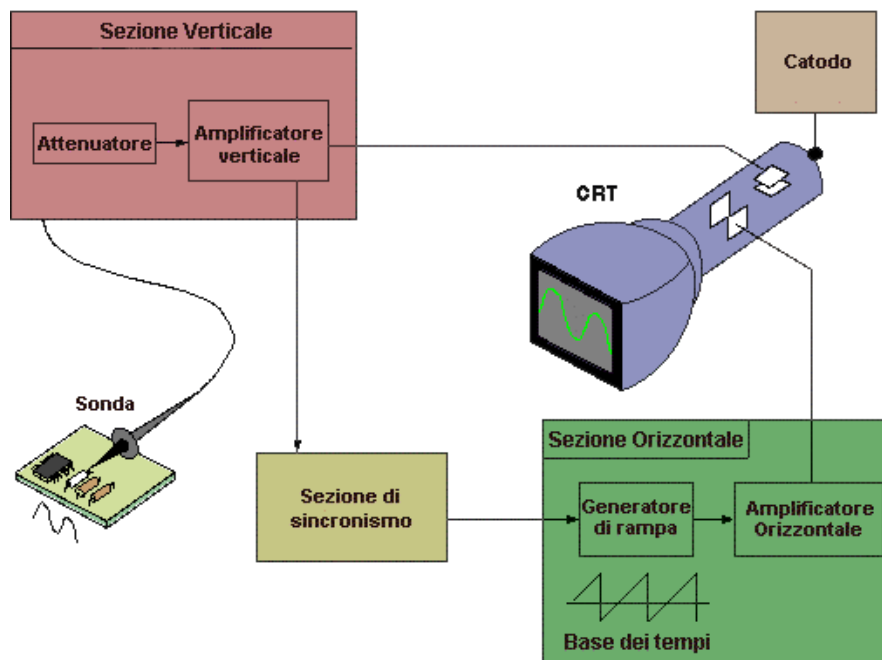 Sezione Verticale
Attenuatore
Amplificatore
verticale
Catodo
CRT
Sonda
Sezione di
sincronismo
Sezione Orizzontale
Generatore
di rampa
Amplificatore
Orizzontale
Base dei tempi